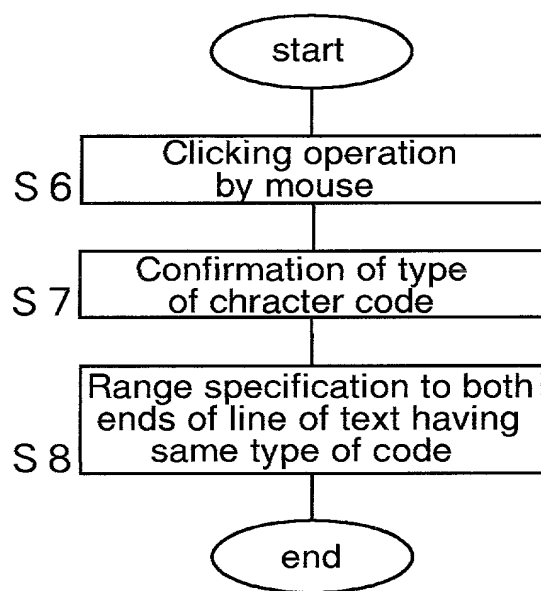 start
Clicking operation
by mouse
S 6
Confirmation of type
of chracter code
S 7
Range specification to both
ends of line of text having
same type of code
S 8
end